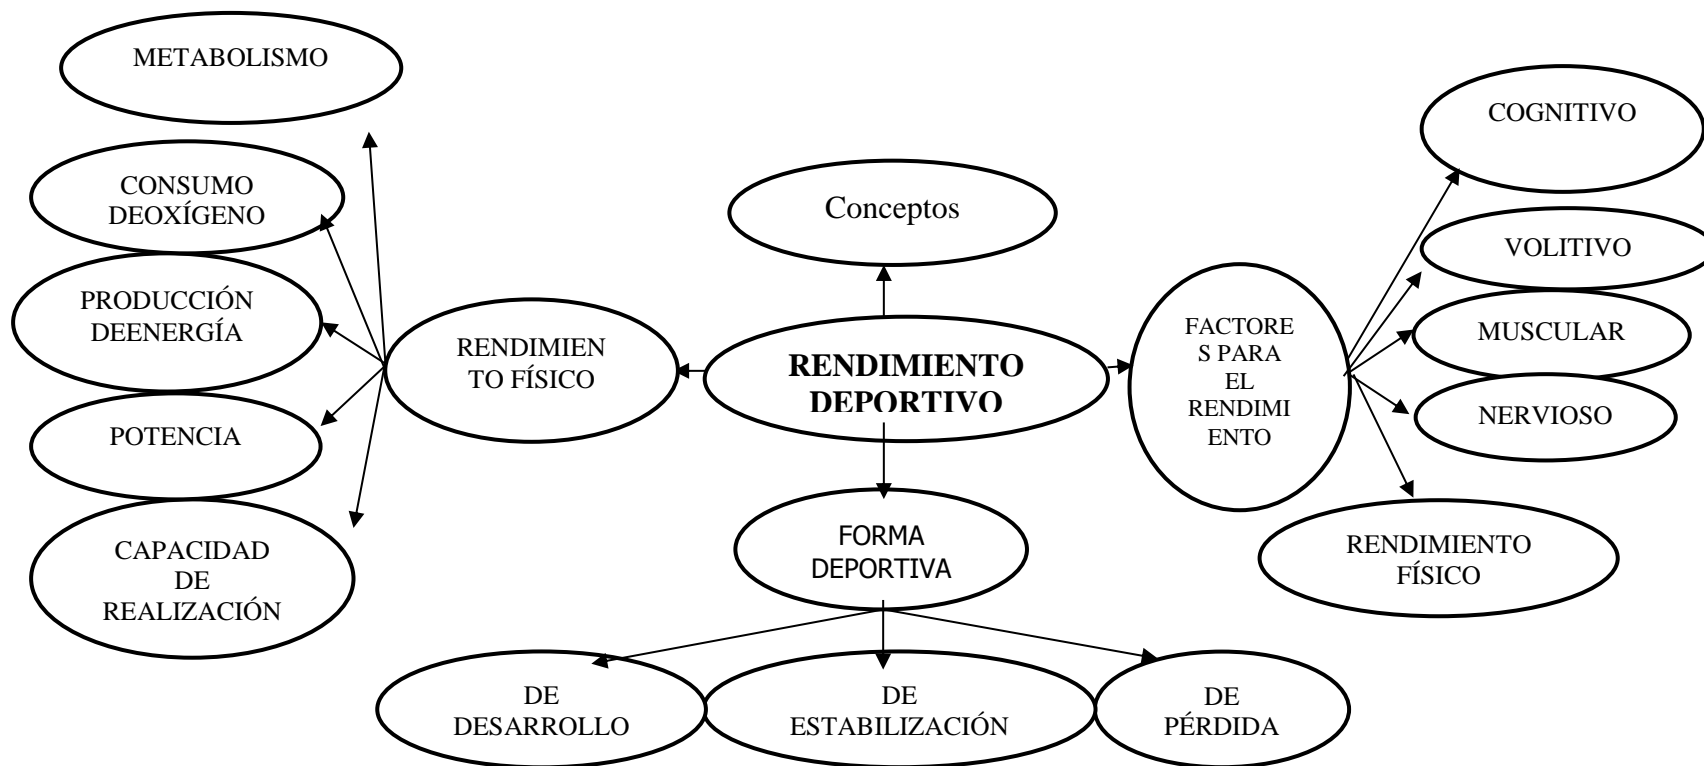 METABOLISMO
CONSUMO
DEOXÍGENO
PRODUCCIÓN
DEENERGÍA
POTENCIA
CAPACIDAD
DE
REALIZACIÓN
RENDIMIEN
TO FÍSICO
Conceptos
RENDIMIENTO
DEPORTIVO
FORMA
DEPORTIVA
DE
DESARROLLO
DE
ESTABILIZACIÓN
DE
PÉRDIDA
FACTORE
S PARA
EL
RENDIMI
ENTO
COGNITIVO
VOLITIVO
MUSCULAR
NERVIOSO
RENDIMIENTO
FÍSICO